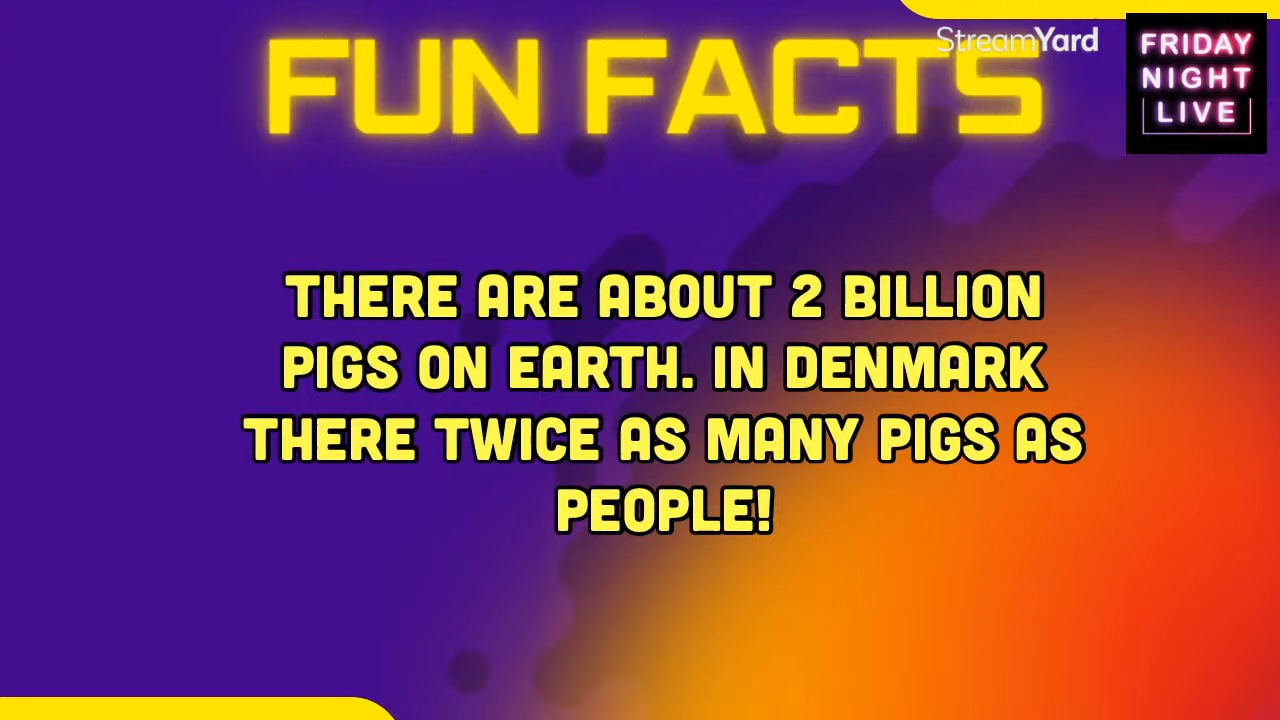 FUN FACTS
StreamYard
FRIDAY
NIGHT
LIVE
THERE ARE ABOUT 2 BILLION
PIGS ON EARTH. IN DENMARK
THERE TWICE AS MANY PIGS AS
PEOPLE!